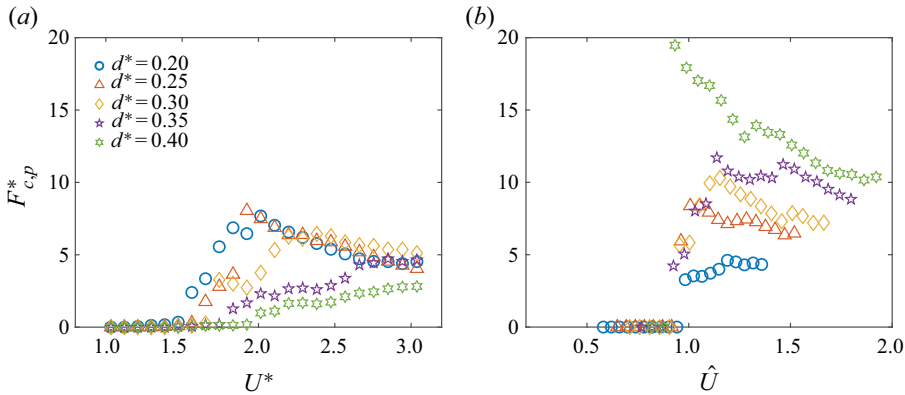 (a)
(b)
20
15
10
5
0
F*c,p
d* = 0.20
d* = 0.25
d* = 0.30
d* = 0.35
d* = 0.40
1.0 1.5 2.0 2.5 3.0
U*
20
15
10
5
0
0.5 1.0 1.5 2.0
Û